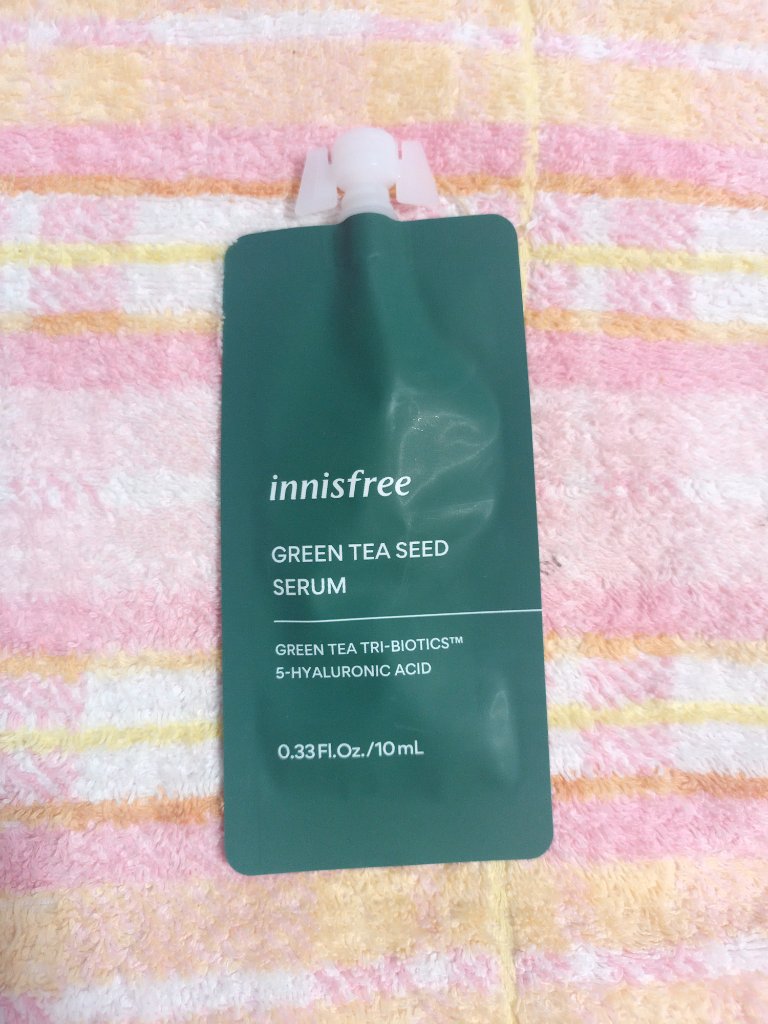 innisfree
GREEN TEA SEED
SERUM
GREEN TEA TRI-BIOTICS™
5-HYALURONIC ACID
0.33 Fl.Oz./10 mL